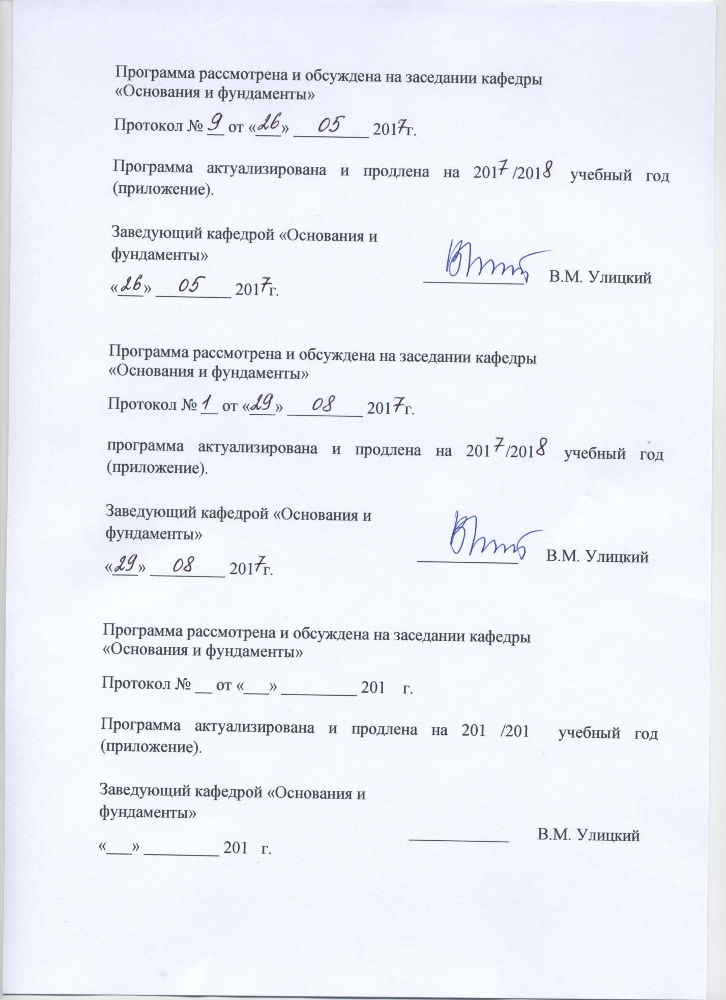 Программа рассмотрена и обсуждена на заседании кафедры
«Основания и фундаменты»
Протокол № 9 от «26» 05 2017г.
Программа актуализирована и продлена на 2017/2018 учебный год
(приложение).
Заведующий кафедрой «Основания и
фундаменты»
В.М. Улицкий
«26» 05 2017г.
Программа рассмотрена и обсуждена на заседании кафедры
«Основания и фундаменты»
Протокол № 1 от «29» 08 2017г.
программа актуализирована и продлена на 2017/2018 учебный год
(приложение).
Заведующий кафедрой «Основания и
фундаменты»
В.М. Улицкий
«29» 08 2017г.
Программа рассмотрена и обсуждена на заседании кафедры
«Основания и фундаменты»
Протокол № __ от «___» _________ 201 г.
Программа актуализирована и продлена на 201 /201 учебный год
(приложение).
Заведующий кафедрой «Основания и
фундаменты»
____________ В.М. Улицкий
«___» _________ 201 г.